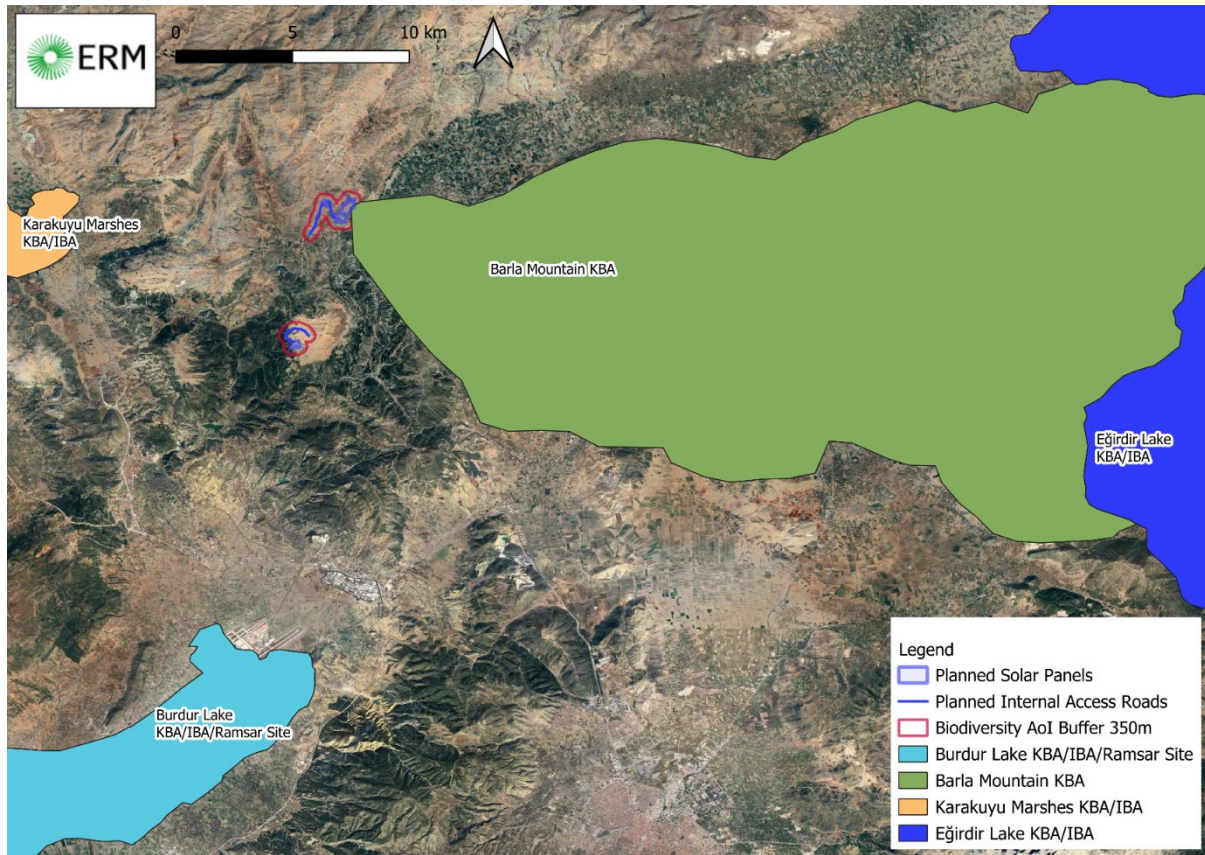 ERM
0 5 10 km
Karakuyu Marshes
KBA/IBA
Barla Mountain KBA
Eğirdir Lake
KBA/IBA
Burdur Lake
KBA/IBA/Ramsar Site
Legend
Planned Solar Panels
Planned Internal Access Roads
Biodiversity AoI Buffer 350m
Burdur Lake KBA/IBA/Ramsar Site
Barla Mountain KBA
Karakuyu Marshes KBA/IBA
Eğirdir Lake KBA/IBA